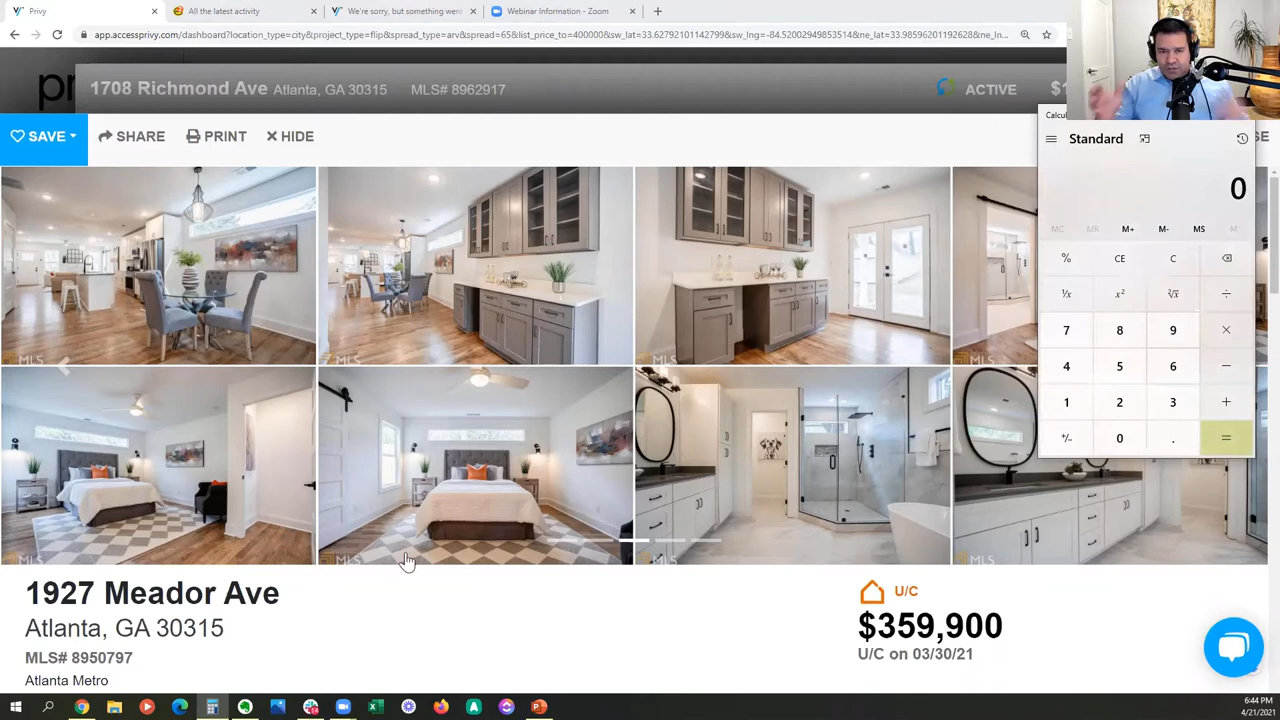 Privy
All the latest activity
We're sorry, but something went
Webinar Information - Zoom
app.accessprivy.com/dashboard?location_type=city&project_type=flip&spread_type=arv&spread=65&list_price_to=400000&sw_lat=33.62792101142799&sw_lng=-84.52002949853514&ne_lat=33.98596201192628&ne_ln...
1708 Richmond Ave Atlanta, GA 30315 MLS# 8962917 ACTIVE
SAVE SHARE PRINT HIDE
Standard
0
MC MR M+ M- MS
% CE C
7 8 9 ×
4 5 6 −
1 2 3 +
+/- 0 . =
1927 Meador Ave
Atlanta, GA 30315
MLS# 8950797
Atlanta Metro
U/C
$359,900
U/C on 03/30/21
6:44 PM
4/21/2021